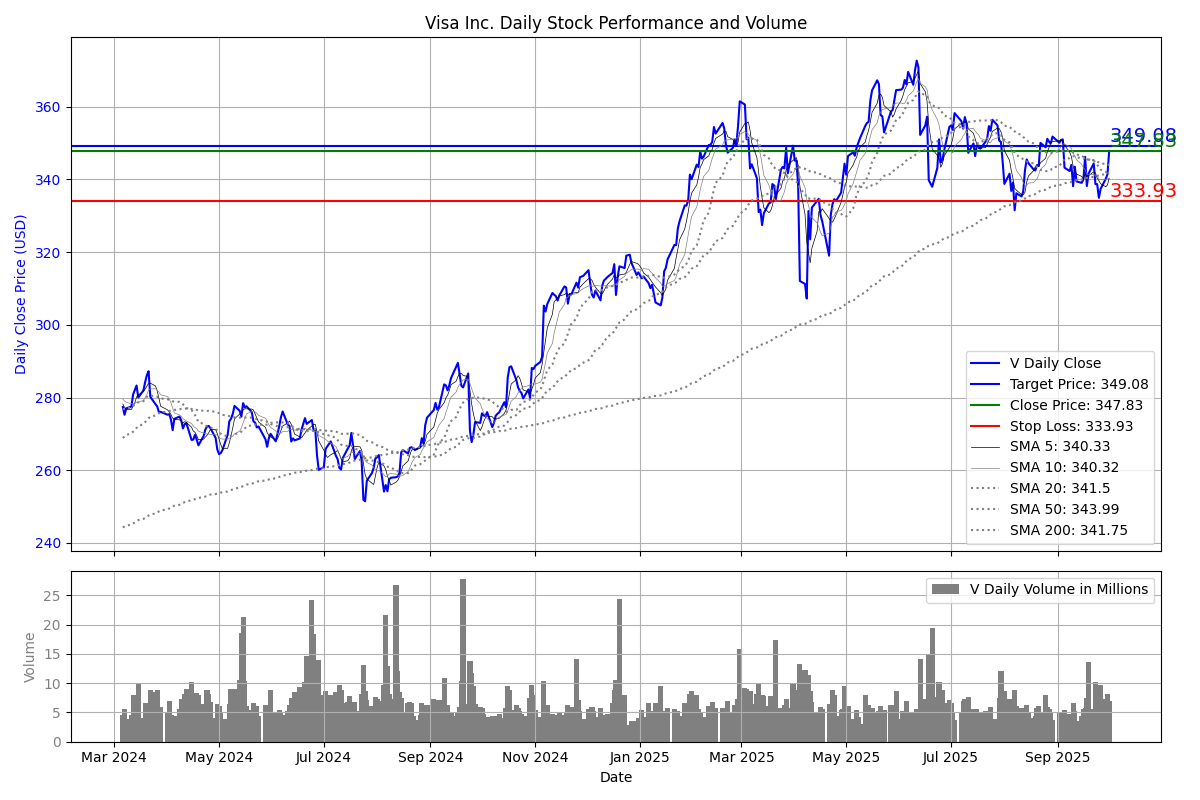 Visa Inc. Daily Stock Performance and Volume
Daily Close Price (USD)
360
340
320
300
280
260
240
349.08
347.83
333.93
V Daily Close
Target Price: 349.08
Close Price: 347.83
Stop Loss: 333.93
SMA 5: 340.33
SMA 10: 340.32
SMA 20: 341.5
SMA 50: 343.99
SMA 200: 341.75
Volume
25
20
15
10
5
0
V Daily Volume in Millions
Mar 2024 May 2024 Jul 2024 Sep 2024 Nov 2024 Jan 2025 Mar 2025 May 2025 Jul 2025 Sep 2025
Date